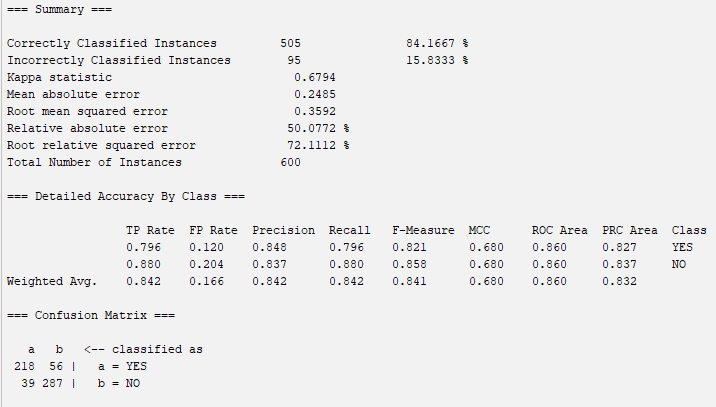 === Summary ===
Correctly Classified Instances 505 84.1667 %
Incorrectly Classified Instances 95 15.8333 %
Kappa statistic 0.6794
Mean absolute error 0.2485
Root mean squared error 0.3592
Relative absolute error 50.0772 %
Root relative squared error 72.1112 %
Total Number of Instances 600
=== Detailed Accuracy By Class ===
TP Rate FP Rate Precision Recall F-Measure MCC ROC Area PRC Area Class
0.796 0.120 0.848 0.796 0.821 0.680 0.860 0.827 YES
0.880 0.204 0.837 0.880 0.858 0.680 0.860 0.837 NO
Weighted Avg. 0.842 0.166 0.842 0.842 0.841 0.680 0.860 0.832
=== Confusion Matrix ===
a b <-- classified as
218 56 | a = YES
39 287 | b = NO